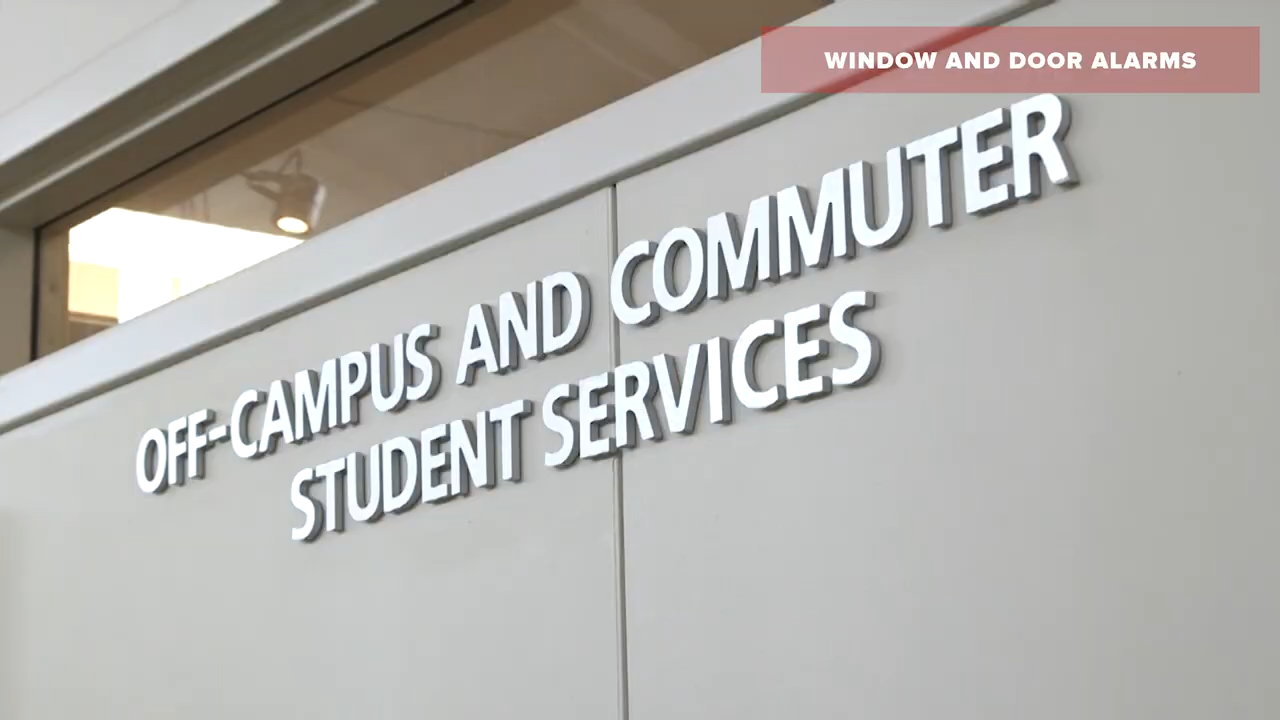 WINDOW AND DOOR ALARMS
OFF-CAMPUS AND COMMUTER
STUDENT SERVICES